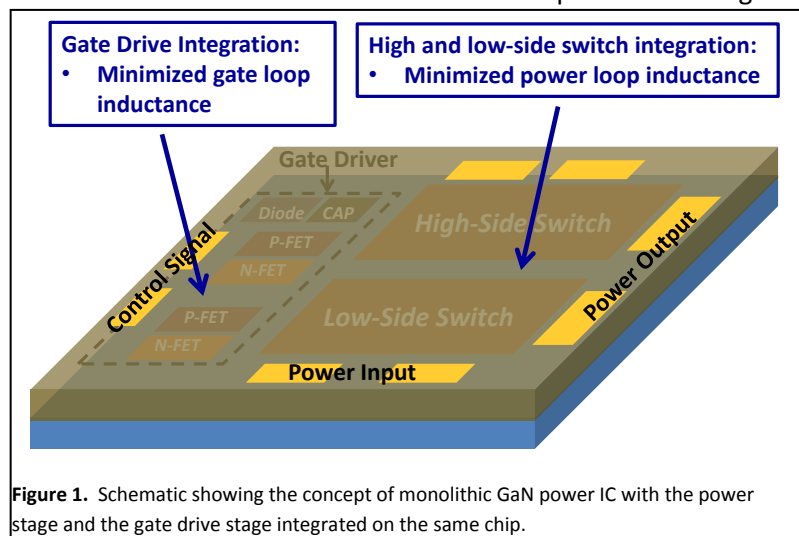 Gate Drive Integration:
• Minimized gate loop
inductance
High and low-side switch integration:
• Minimized power loop inductance
Gate Driver
Diode
CAP
P-FET
N-FET
P-FET
N-FET
Control Signal
High-Side Switch
Low-Side Switch
Power Output
Power Input
Figure 1. Schematic showing the concept of monolithic GaN power IC with the power
stage and the gate drive stage integrated on the same chip.